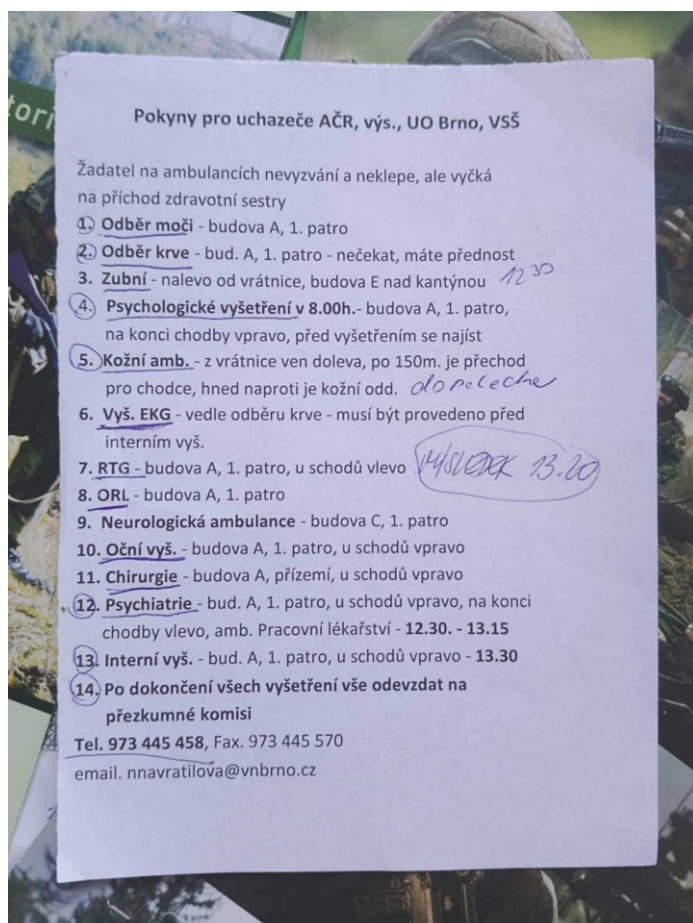 tori
Pokyny pro uchazeče AČR, výs., UO Brno, VSŠ
Žadatel na ambulancích nevyzvání a neklepe, ale vyčká
na příchod zdravotní sestry
1. Odběr moči - budova A, 1. patro
2. Odběr krve - bud. A, 1. patro - nečekat, máte přednost
3. Zubní - nalevo od vrátnice, budova E nad kantýnou 12 30
4. Psychologické vyšetření v 8.00h.- budova A, 1. patro,
na konci chodby vpravo, před vyšetřením se najíst
5. Kožní amb. - z vrátnice ven doleva, po 150m. je přechod
pro chodce, hned naproti je kožní odd. dopoledne
6. Vyš. EKG - vedle odběru krve - musí být provedeno před
interním vyš.
7. RTG - budova A, 1. patro, u schodů vlevo VÝSLEDEK 13.20
8. ORL - budova A, 1. patro
9. Neurologická ambulance - budova C, 1. patro
10. Oční vyš. - budova A, 1. patro, u schodů vpravo
11. Chirurgie - budova A, přízemí, u schodů vpravo
12. Psychiatrie - bud. A, 1. patro, u schodů vpravo, na konci
chodby vlevo, amb. Pracovní lékařství - 12.30. - 13.15
13. Interní vyš. - bud. A, 1. patro, u schodů vpravo - 13.30
14. Po dokončení všech vyšetření vše odevzdat na
přezkumné komisi
Tel. 973 445 458, Fax. 973 445 570
email. nnavratilova@vnbrno.cz